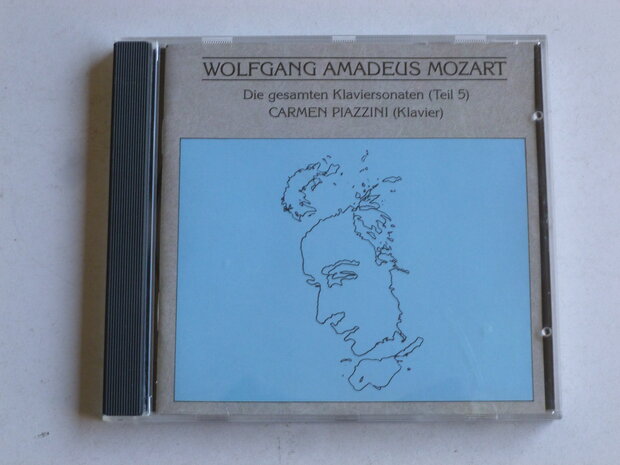 WOLFGANG AMADEUS MOZART
Die gesamten Klaviersonaten (Teil 5)
CARMEN PIAZZINI (Klavier)